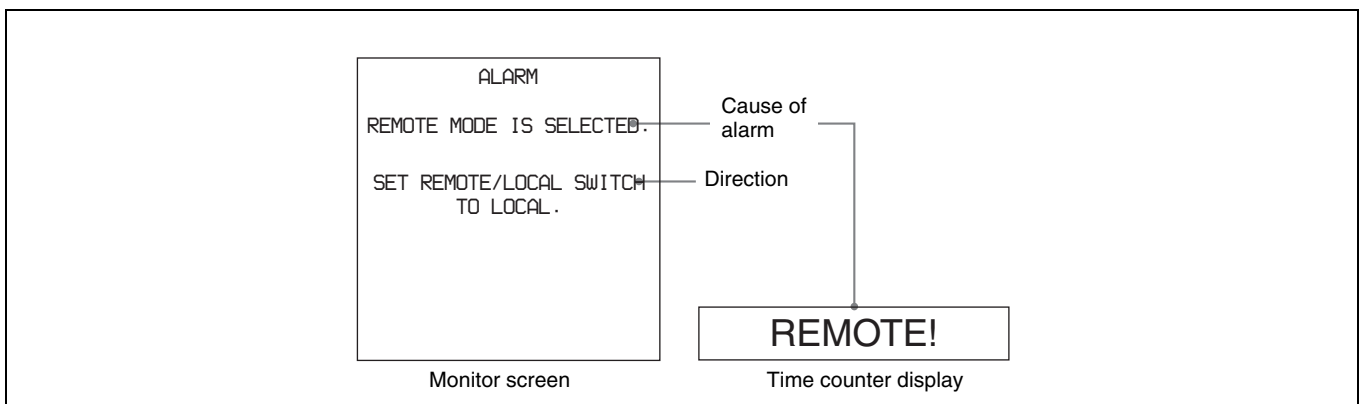 ALARM
REMOTE MODE IS SELECTED.
SET REMOTE/LOCAL SWITCH
TO LOCAL.
Cause of
alarm
Direction
REMOTE!
Monitor screen
Time counter display